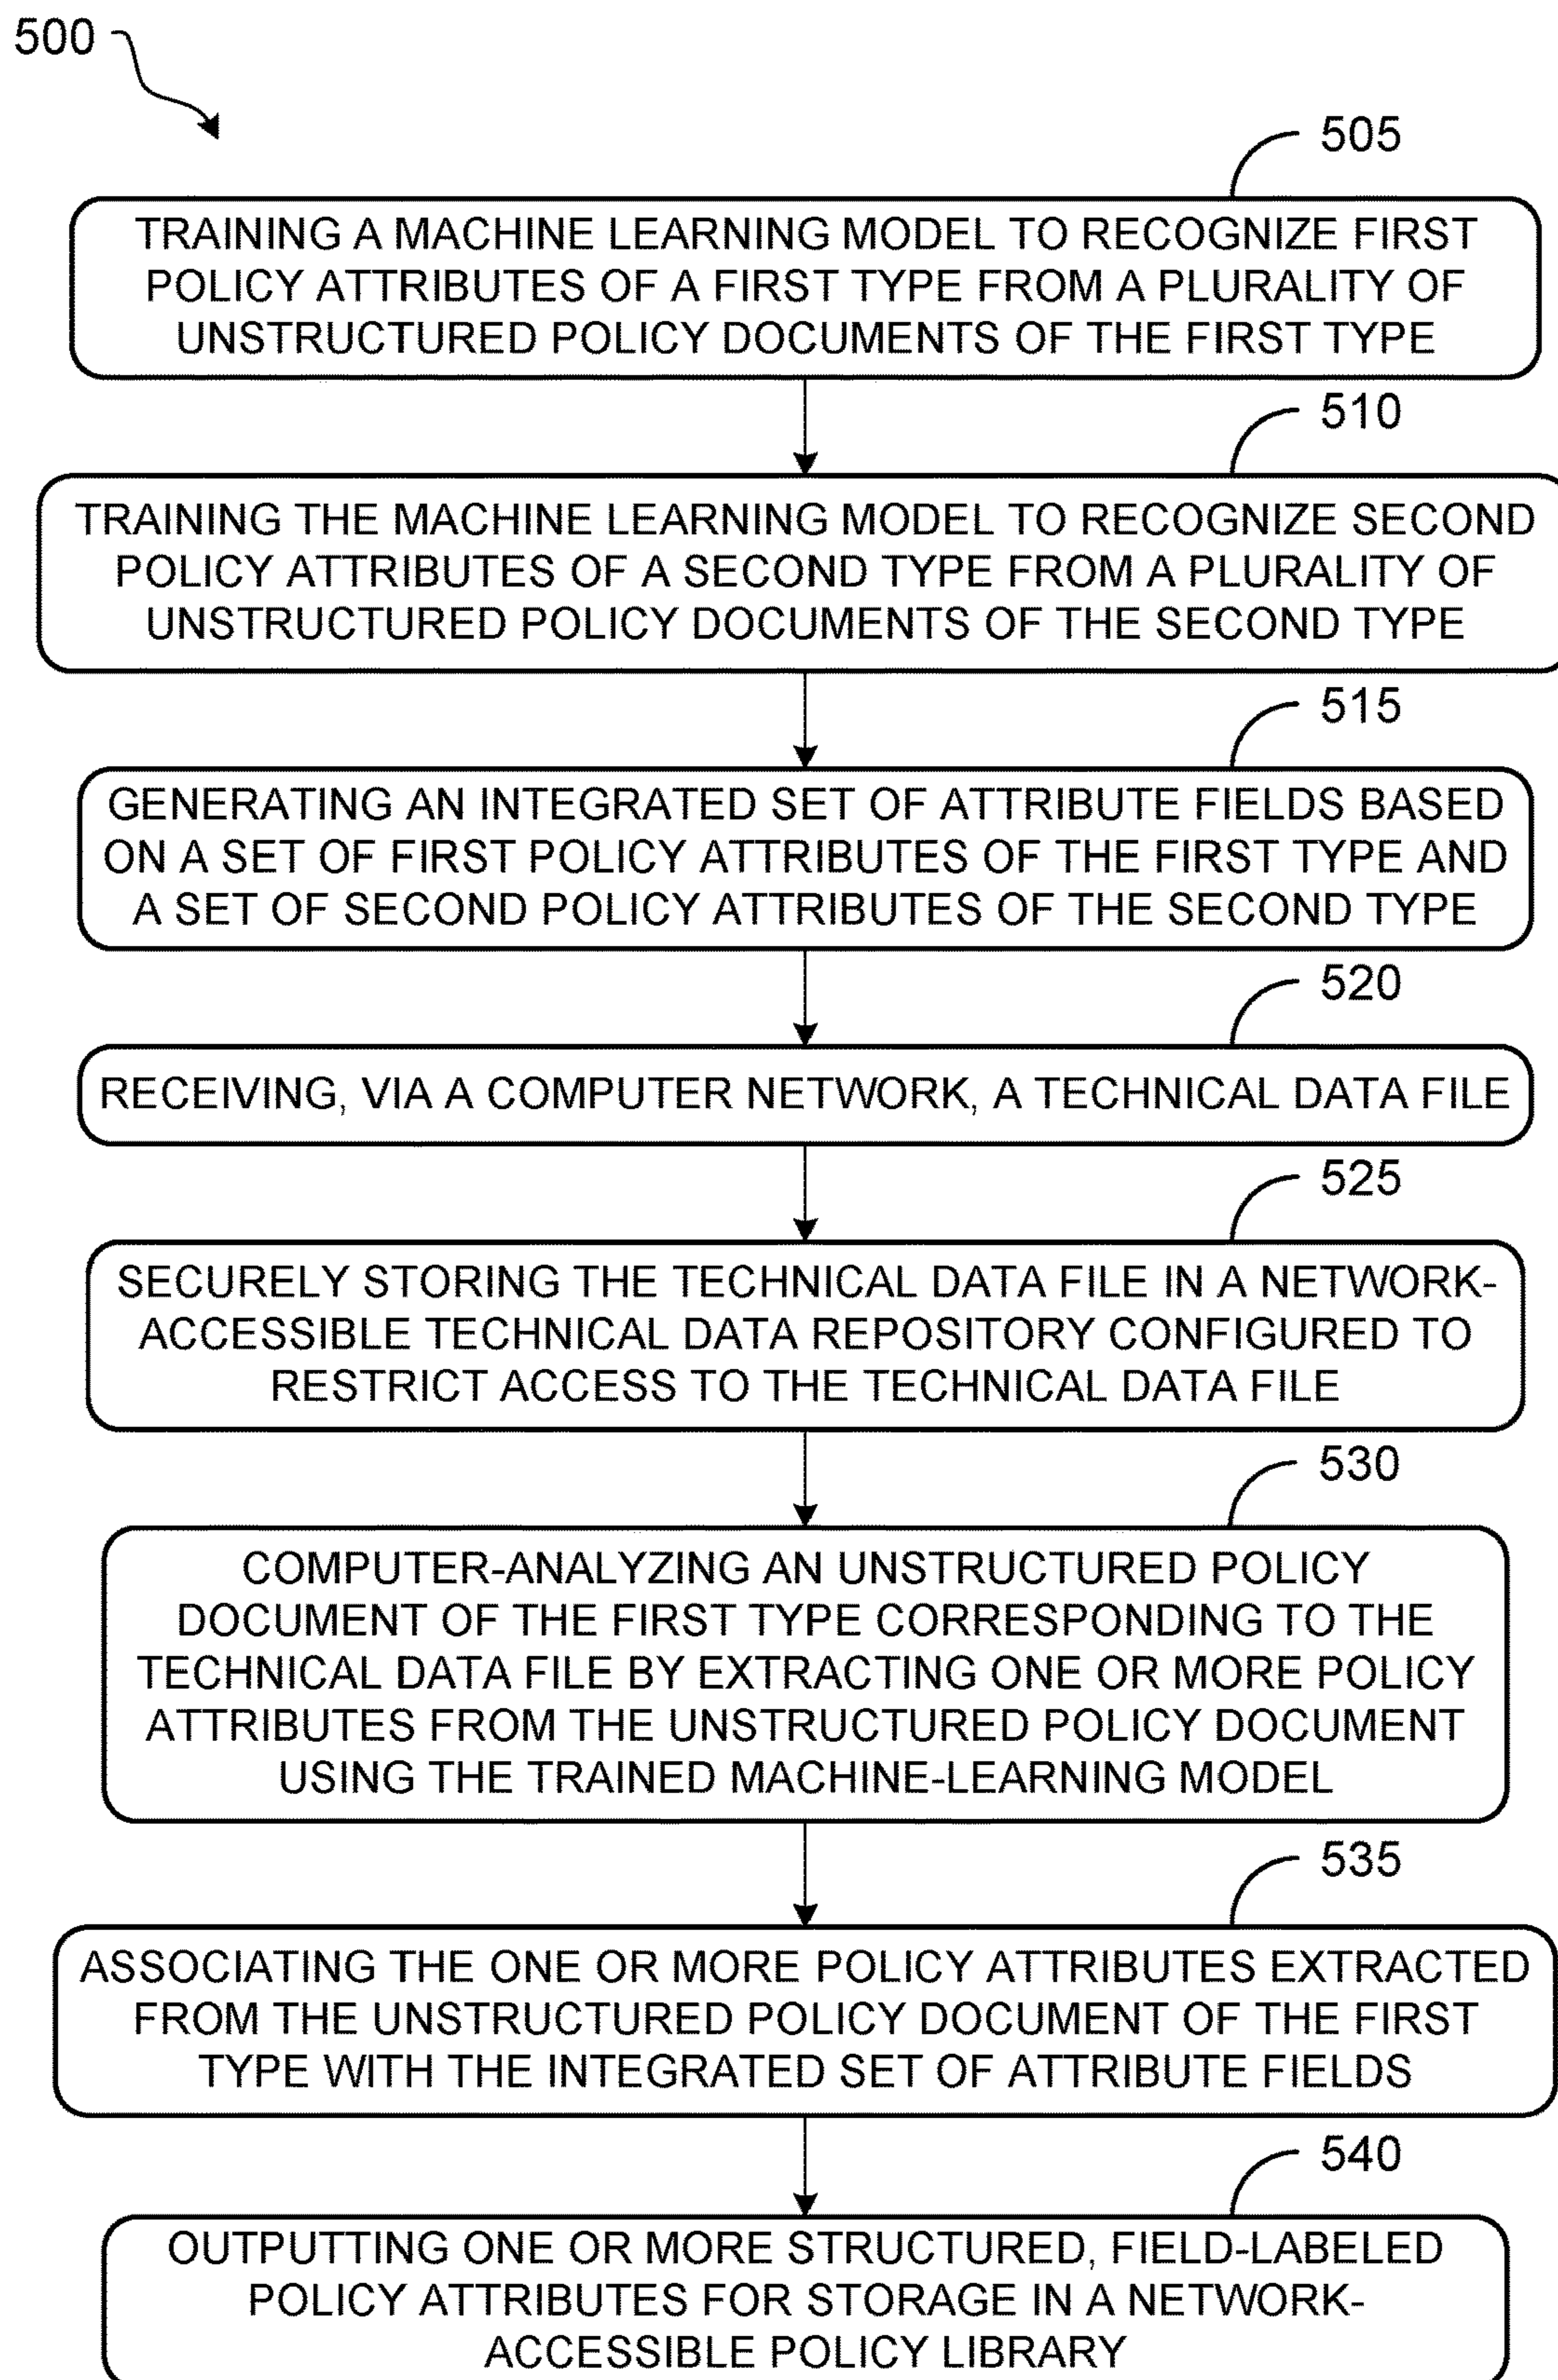 500
505
TRAINING A MACHINE LEARNING MODEL TO RECOGNIZE FIRST
POLICY ATTRIBUTES OF A FIRST TYPE FROM A PLURALITY OF
UNSTRUCTURED POLICY DOCUMENTS OF THE FIRST TYPE
510
TRAINING THE MACHINE LEARNING MODEL TO RECOGNIZE SECOND
POLICY ATTRIBUTES OF A SECOND TYPE FROM A PLURALITY OF
UNSTRUCTURED POLICY DOCUMENTS OF THE SECOND TYPE
515
GENERATING AN INTEGRATED SET OF ATTRIBUTE FIELDS BASED
ON A SET OF FIRST POLICY ATTRIBUTES OF THE FIRST TYPE AND
A SET OF SECOND POLICY ATTRIBUTES OF THE SECOND TYPE
520
RECEIVING, VIA A COMPUTER NETWORK, A TECHNICAL DATA FILE
525
SECURELY STORING THE TECHNICAL DATA FILE IN A NETWORK-
ACCESSIBLE TECHNICAL DATA REPOSITORY CONFIGURED TO
RESTRICT ACCESS TO THE TECHNICAL DATA FILE
530
COMPUTER-ANALYZING AN UNSTRUCTURED POLICY
DOCUMENT OF THE FIRST TYPE CORRESPONDING TO THE
TECHNICAL DATA FILE BY EXTRACTING ONE OR MORE POLICY
ATTRIBUTES FROM THE UNSTRUCTURED POLICY DOCUMENT
USING THE TRAINED MACHINE-LEARNING MODEL
535
ASSOCIATING THE ONE OR MORE POLICY ATTRIBUTES EXTRACTED
FROM THE UNSTRUCTURED POLICY DOCUMENT OF THE FIRST
TYPE WITH THE INTEGRATED SET OF ATTRIBUTE FIELDS
540
OUTPUTTING ONE OR MORE STRUCTURED, FIELD-LABELED
POLICY ATTRIBUTES FOR STORAGE IN A NETWORK-
ACCESSIBLE POLICY LIBRARY